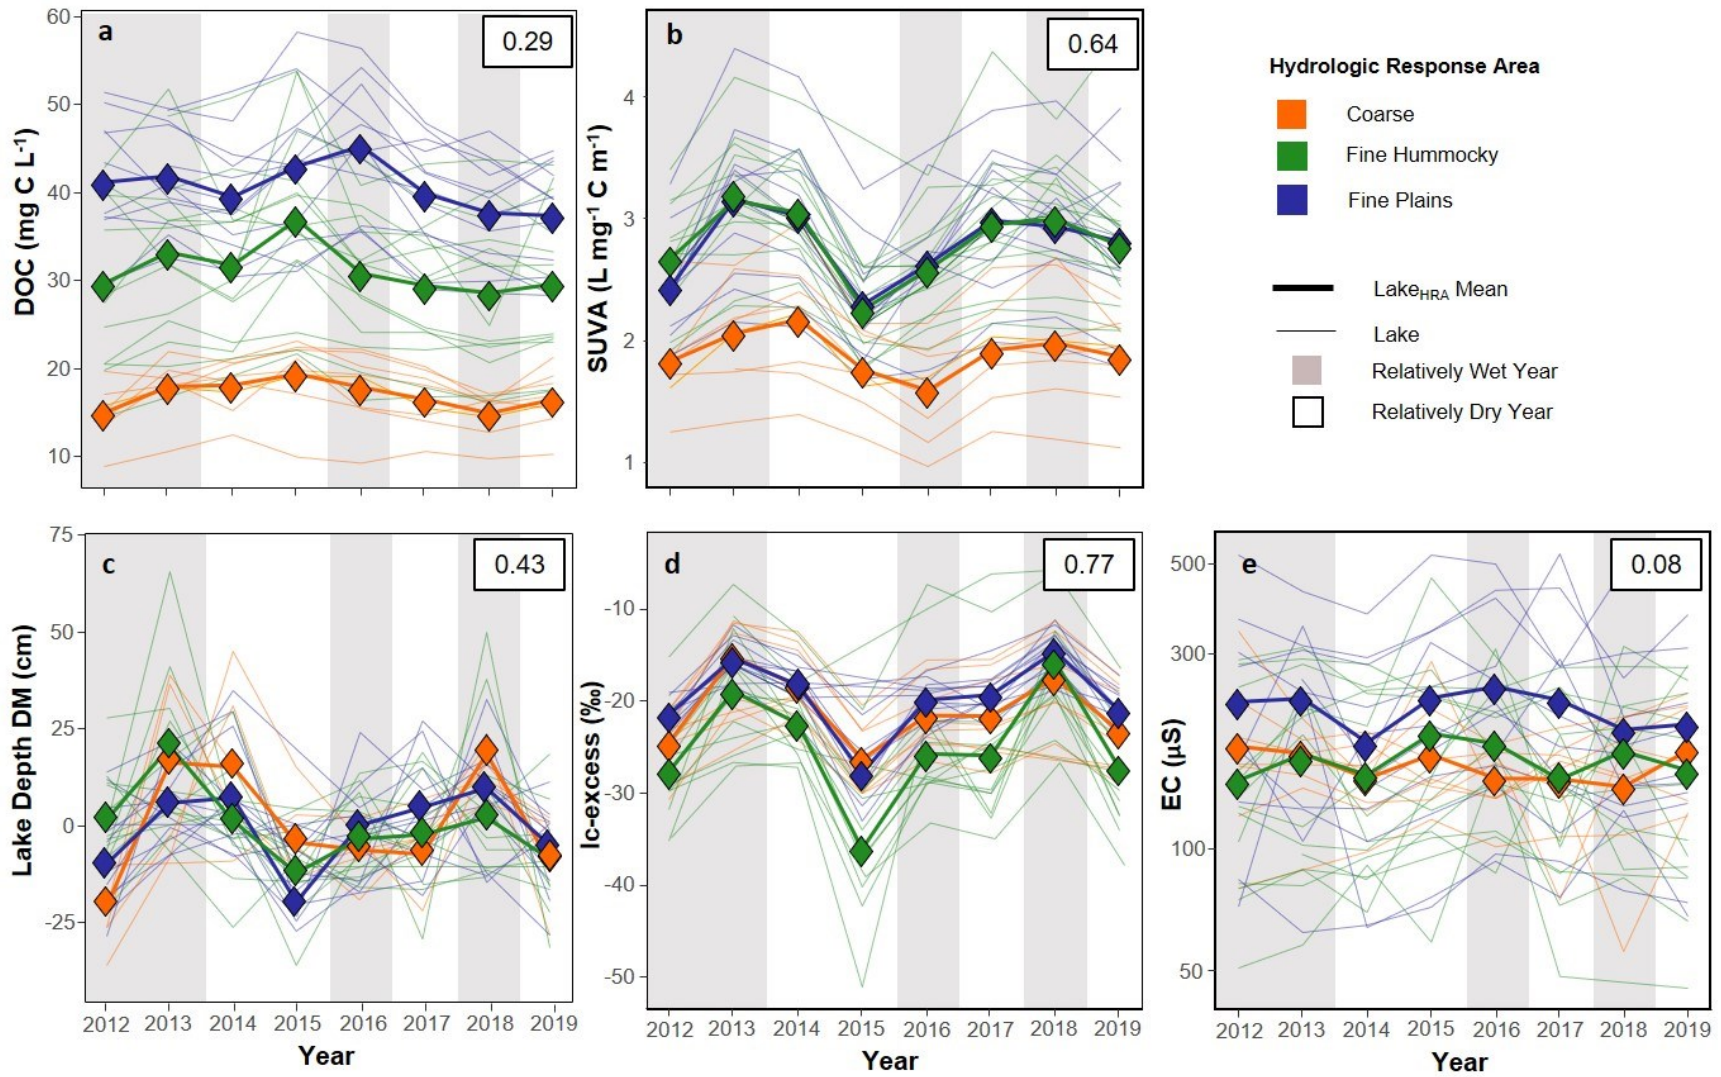 a
0.29
60
50
40
30
20
10
DOC (mg C L-1)
b
0.64
4
3
2
1
SUVA (L mg-1 C m-1)
Hydrologic Response Area
Coarse
Fine Hummocky
Fine Plains
LakeHRA Mean
Lake
Relatively Wet Year
Relatively Dry Year
c
0.43
75
50
25
0
-25
Lake Depth DM (cm)
2012 2013 2014 2015 2016 2017 2018 2019
Year
d
0.77
-10
-20
-30
-40
-50
lc-excess (‰)
2012 2013 2014 2015 2016 2017 2018 2019
Year
e
0.08
500
300
100
50
EC (µS)
2012 2013 2014 2015 2016 2017 2018 2019
Year